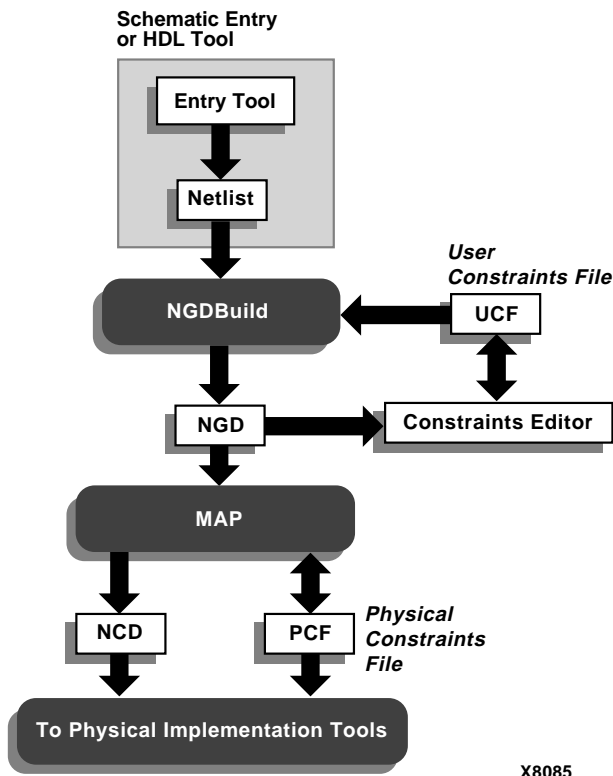 Schematic Entry
or HDL Tool
Entry Tool
Netlist
User
Constraints File
NGDBuild
UCF
NGD
Constraints Editor
MAP
NCD
PCF
Physical
Constraints
File
To Physical Implementation Tools
X8085